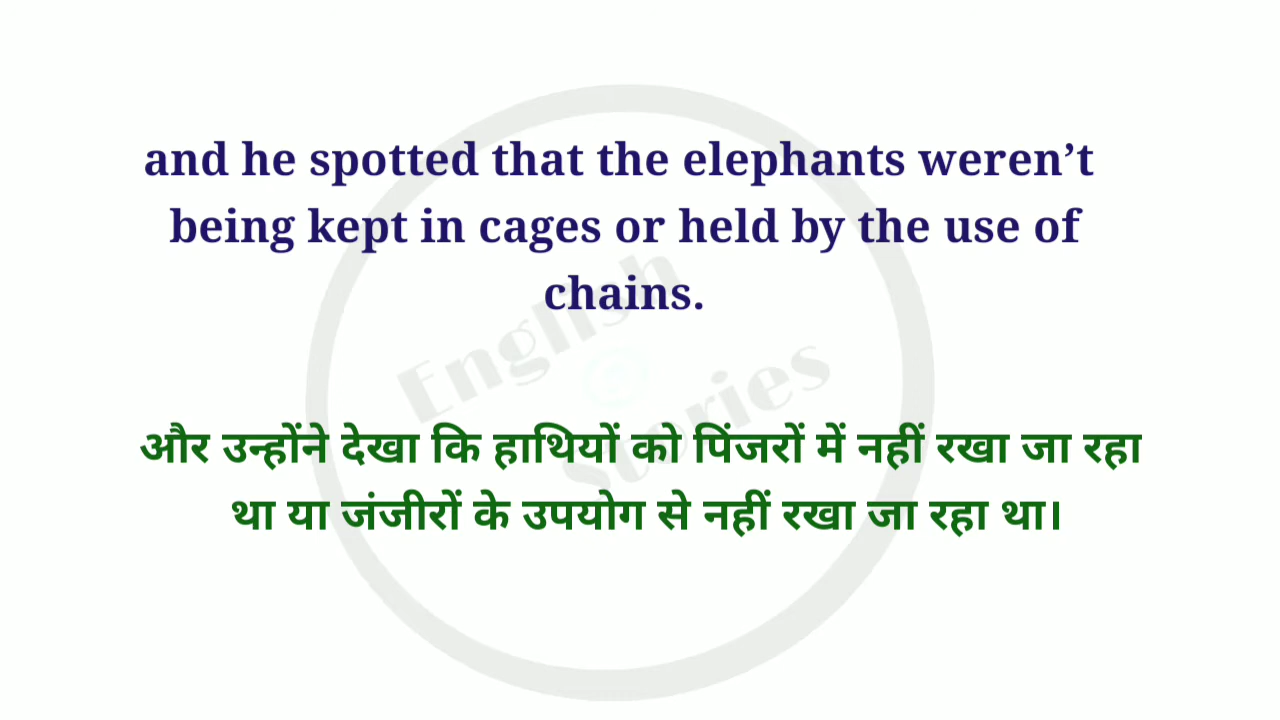 and he spotted that the elephants weren’t
being kept in cages or held by the use of
chains.
English
Stories
और उन्होंने देखा कि हाथियों को पिंजरों में नहीं रखा जा रहा
था या जंजीरों के उपयोग से नहीं रखा जा रहा था।